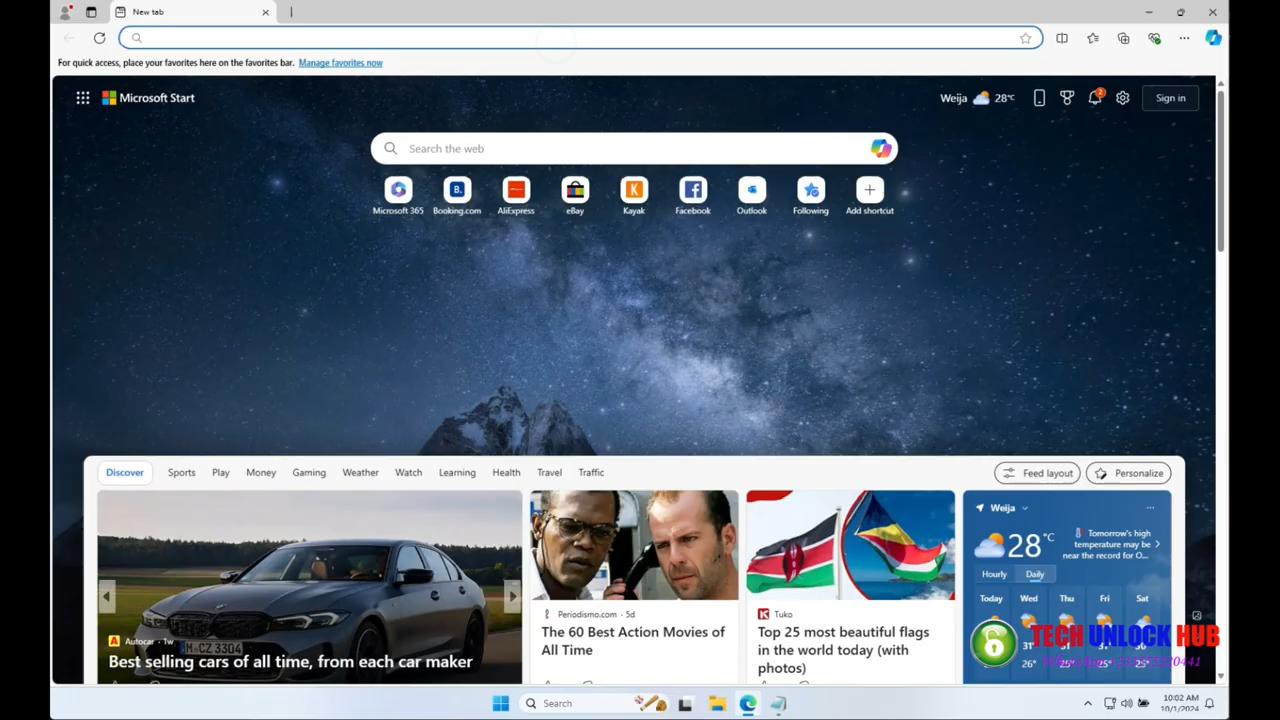 New tab
For quick access, place your favorites here on the favorites bar. Manage favorites now
Microsoft Start
Weija 28°C
2
Sign in
Search the web
Microsoft 365
B.
Booking.com
AliExpress
eBay
K
Kayak
Facebook
Outlook
Following
Add shortcut
Discover
Sports
Play
Money
Gaming
Health
Weather
Watch
Learning
Travel
Traffic
Feed layout
Personalize
Autocar · 1w
Best selling cars of all time, from each car maker
Periodismo.com · 5d
The 60 Best Action Movies of
All Time
Tuko
Top 25 most beautiful flags
in the world today (with
photos)
Weija
28°C
Tomorrow's high
temperature may be
near the record for O...
Hourly
Daily
Today
Wed
Thu
Fri
Sat
26°
TECH UNLOCK HUB
Search
10:02 AM
10/1/2024